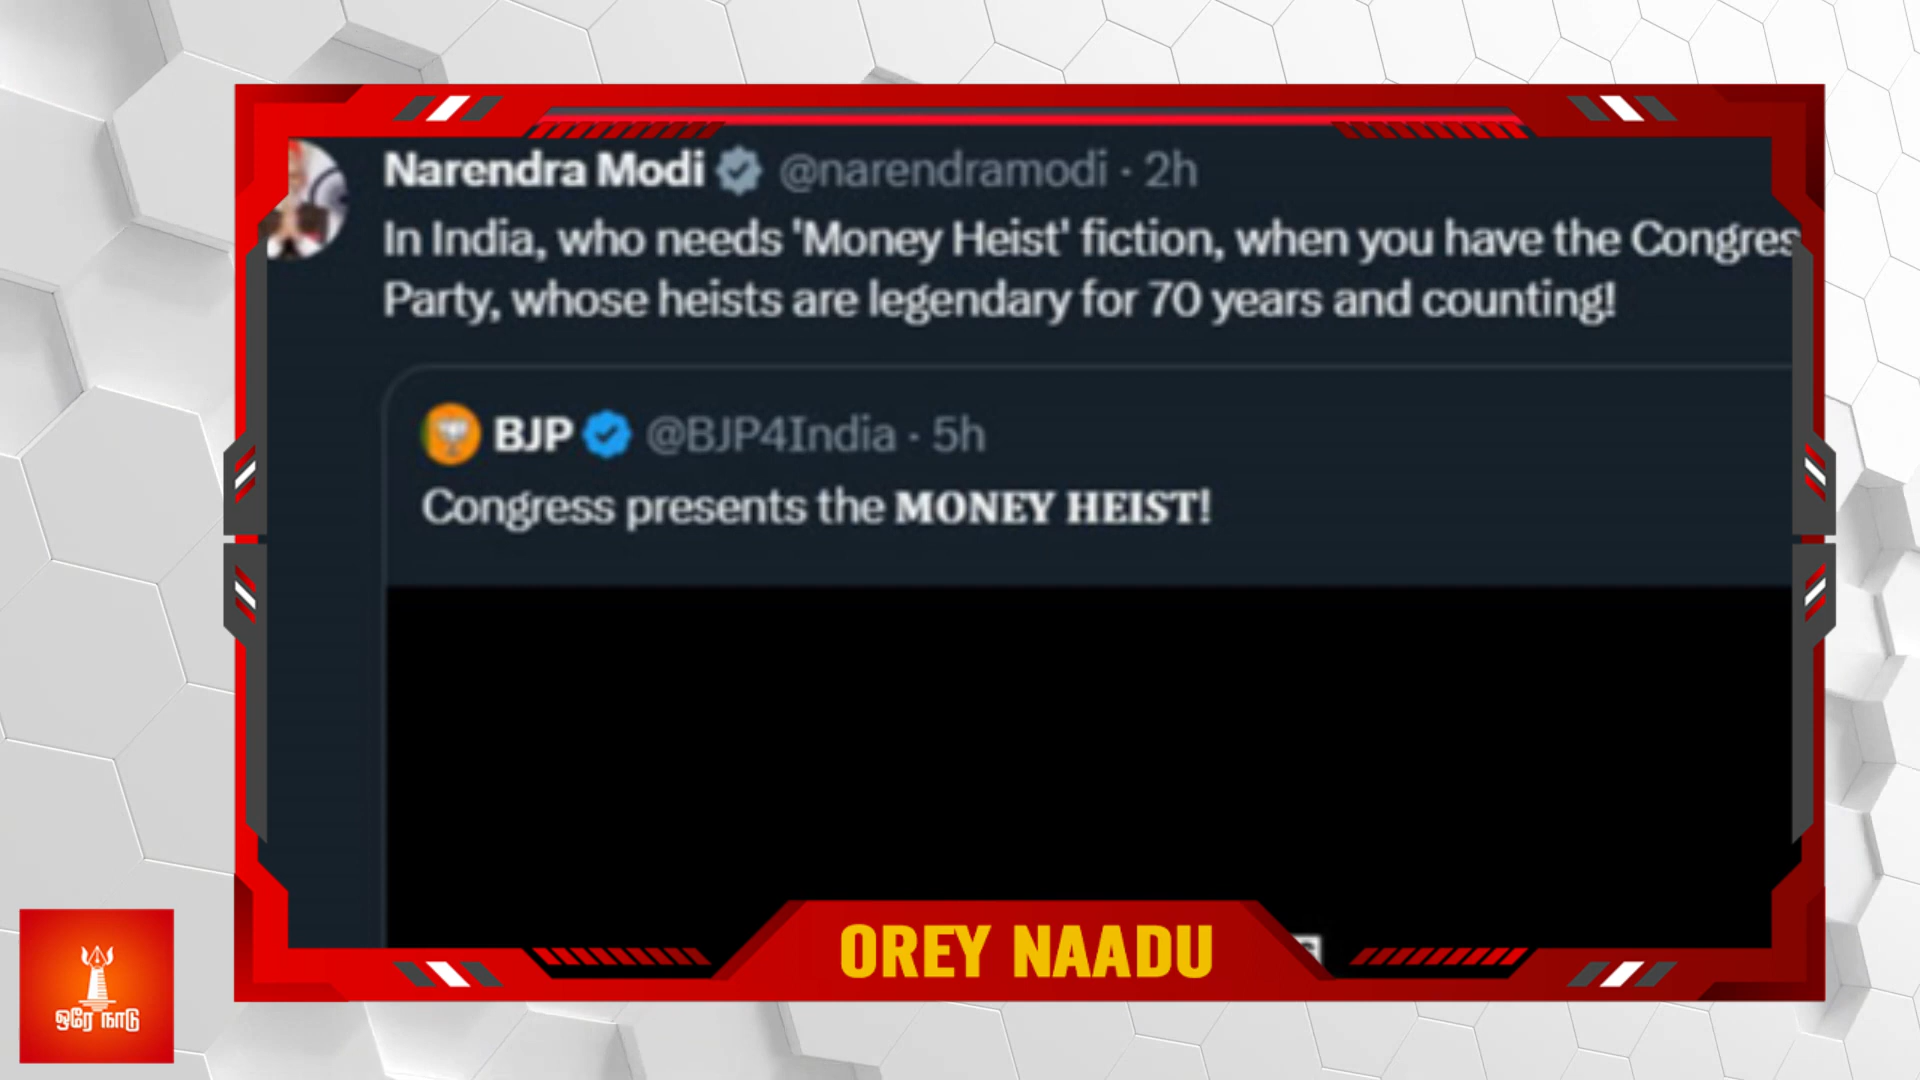 Narendra Modi @narendramodi · 2h
In India, who needs 'Money Heist' fiction, when you have the Congres
Party, whose heists are legendary for 70 years and counting!
BJP @BJP4India · 5h
Congress presents the MONEY HEIST!
OREY NAADU
ஒரே நாடு